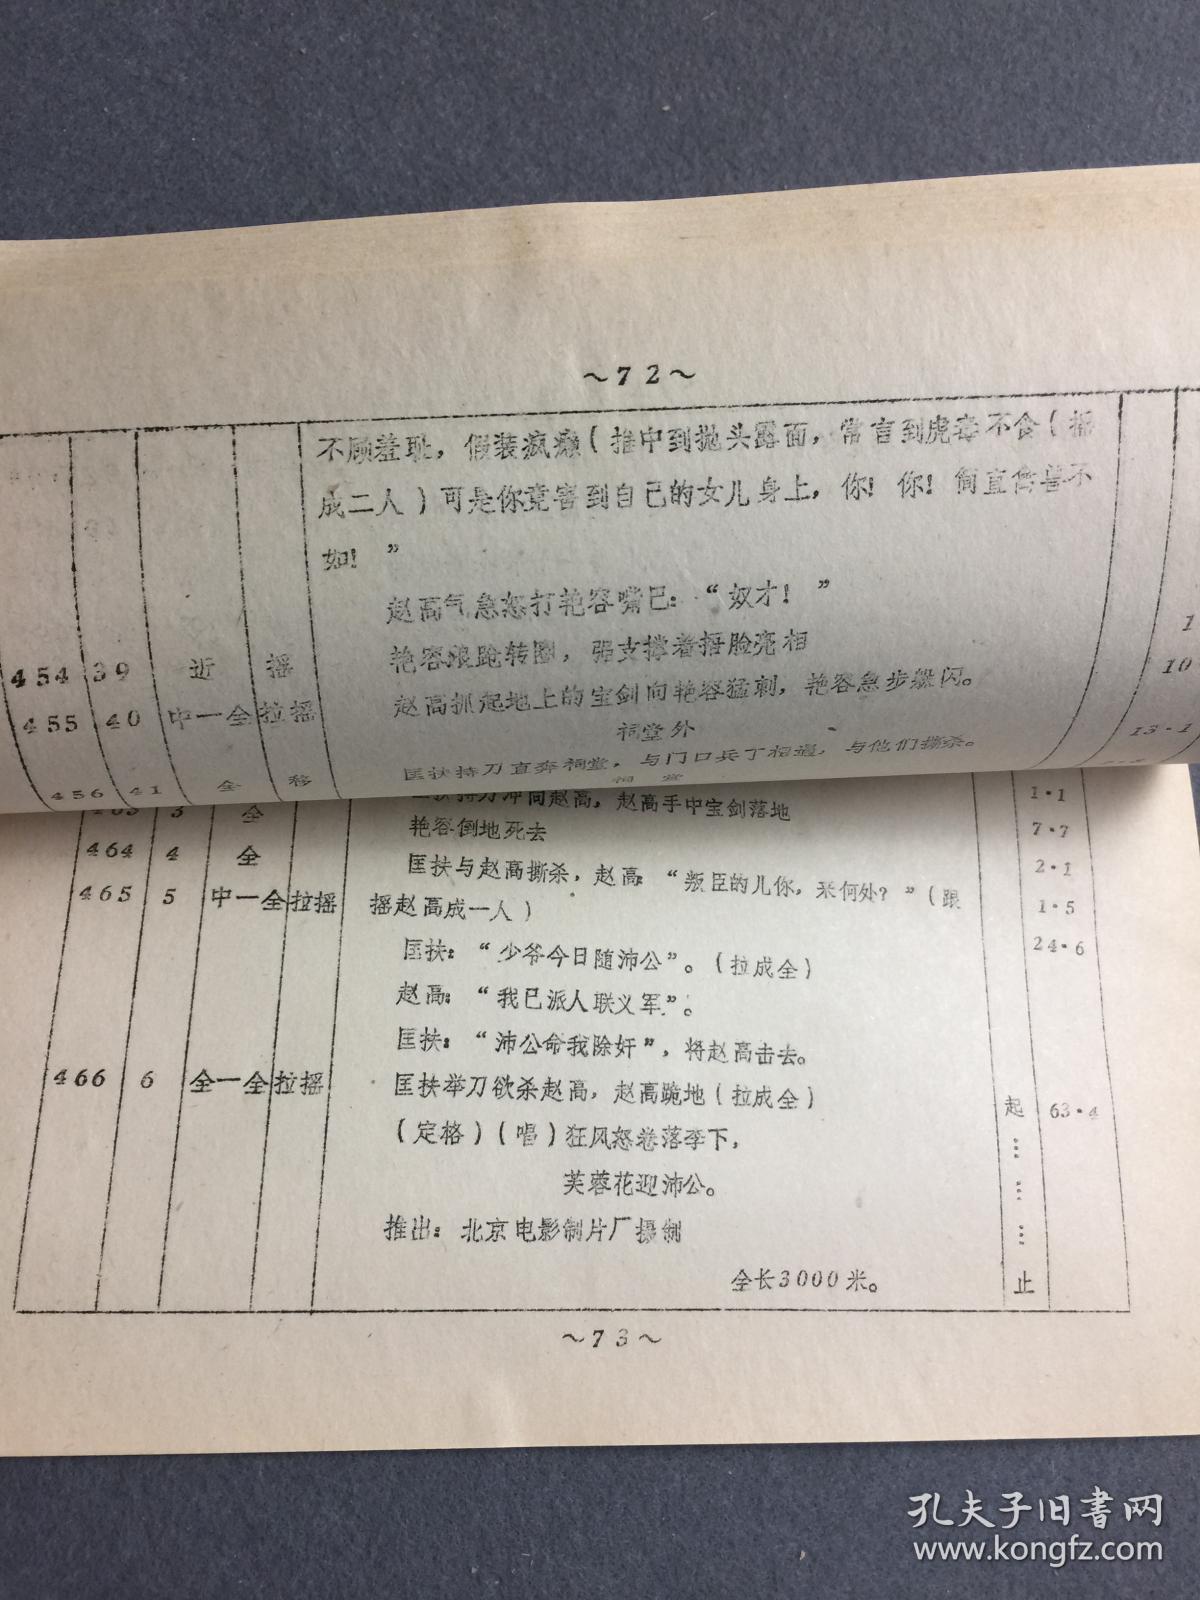 ～72～
不顾羞耻，假装疯癫（推中到抛头露面，常言到虎毒不食（摇
成二人）可是你竟害到自己的女儿身上，你！你！简直禽兽不
如！”
赵高气急怒打艳容嘴巴：“奴才！”
454 39 近 摇 艳容踉跄转圈，强支撑着捂脸亮相 1
455 40 中一全 拉摇 赵高抓起地上的宝剑向艳容猛刺，艳容急步躲闪。 10
祠堂外
456 41 全 移 匡扶持刀直奔祠堂，与门口兵丁相遇，与他们撕杀。 13·1
祠堂
3 全 持刀冲向赵高，赵高手中宝剑落地 1·1
艳容倒地死去 7·7
464 4 全 2·1
465 5 中一全 拉摇 匡扶与赵高撕杀，赵高：“叛臣的儿你，来何处？”（跟 1·5
摇赵高成一人）
匡扶：“少爷今日随沛公”。（拉成全） 24·6
赵高：“我已派人联义军”。
匡扶：“沛公命我除奸”，将赵高击去。
466 6 全一全 拉摇 匡扶举刀欲杀赵高，赵高跪地（拉成全） 起 63·4
（定格）（唱）狂风怒卷落李下，
芙蓉花迎沛公。
推出：北京电影制片厂摄制
全长3000米。 止
～73～
孔夫子旧书网
www.kongfz.com